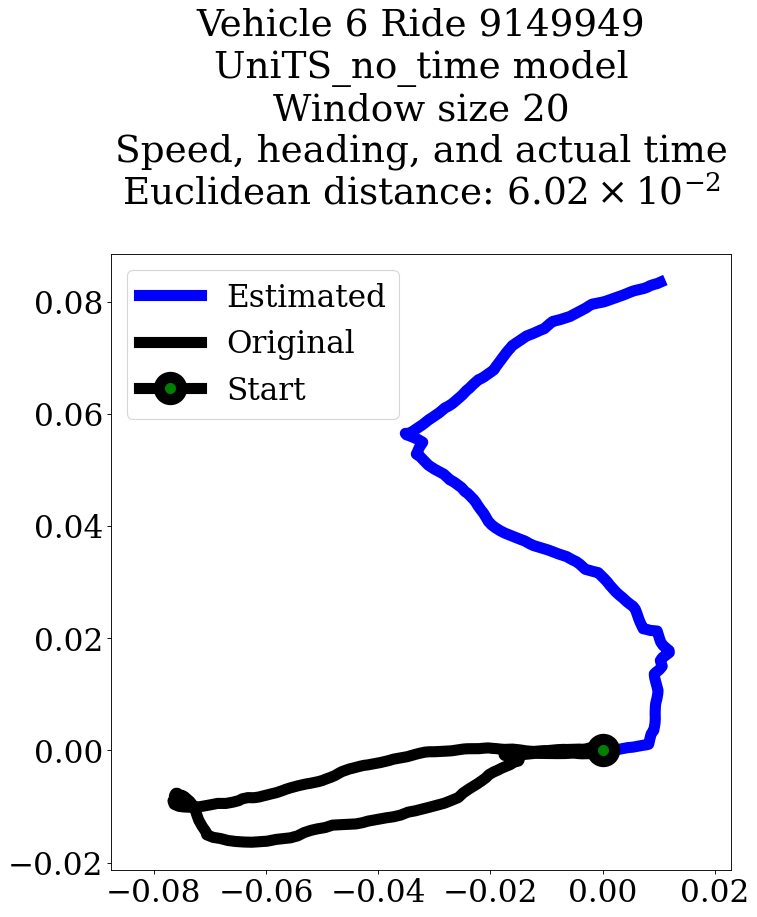 Vehicle 6 Ride 9149949
UniTS_no_time model
Window size 20
Speed, heading, and actual time
Euclidean distance: 6.02 × 10⁻²
Estimated
Original
Start
0.08
0.06
0.04
0.02
0.00
−0.02
−0.08
−0.06
−0.04
−0.02
0.00
0.02